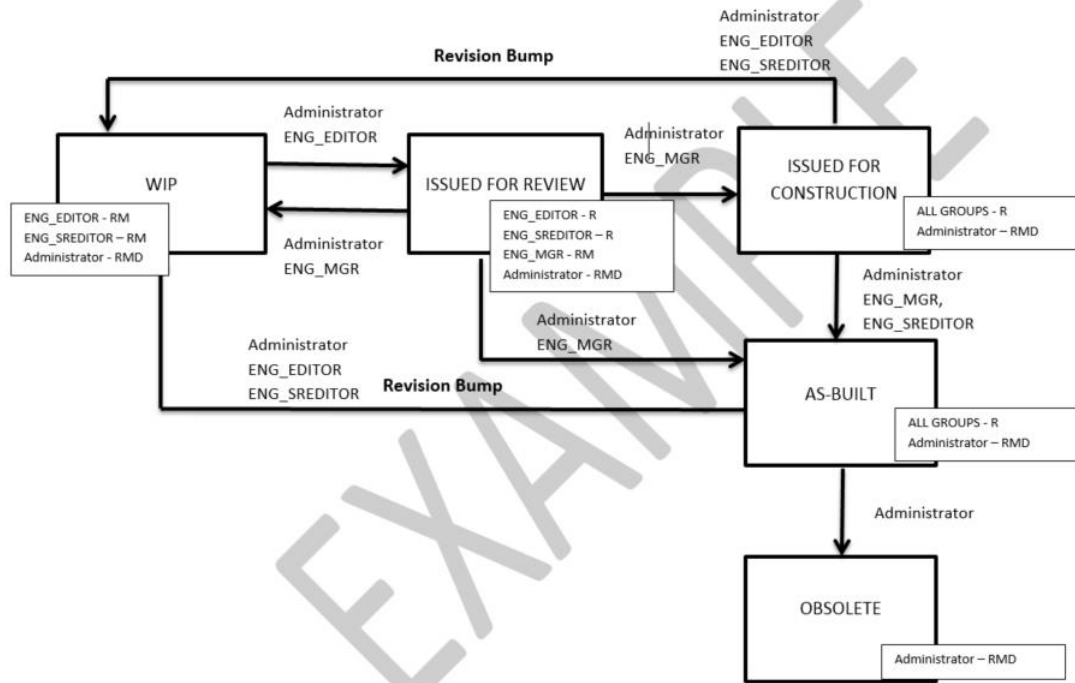 Administrator
ENG_EDITOR
ENG_SREDITOR
Revision Bump
Administrator
ENG_EDITOR
Administrator
ENG_MGR
WIP
ISSUED FOR REVIEW
ISSUED FOR
CONSTRUCTION
ENG_EDITOR - RM
ENG_SREDITOR – RM
Administrator - RMD
ENG_EDITOR - R
ENG_SREDITOR – R
ENG_MGR - RM
Administrator - RMD
ALL GROUPS - R
Administrator – RMD
Administrator
ENG_MGR
Administrator
ENG_MGR,
ENG_SREDITOR
Administrator
ENG_MGR
Administrator
ENG_EDITOR
ENG_SREDITOR
Revision Bump
AS-BUILT
ALL GROUPS - R
Administrator – RMD
Administrator
OBSOLETE
Administrator – RMD
EXAMPLE